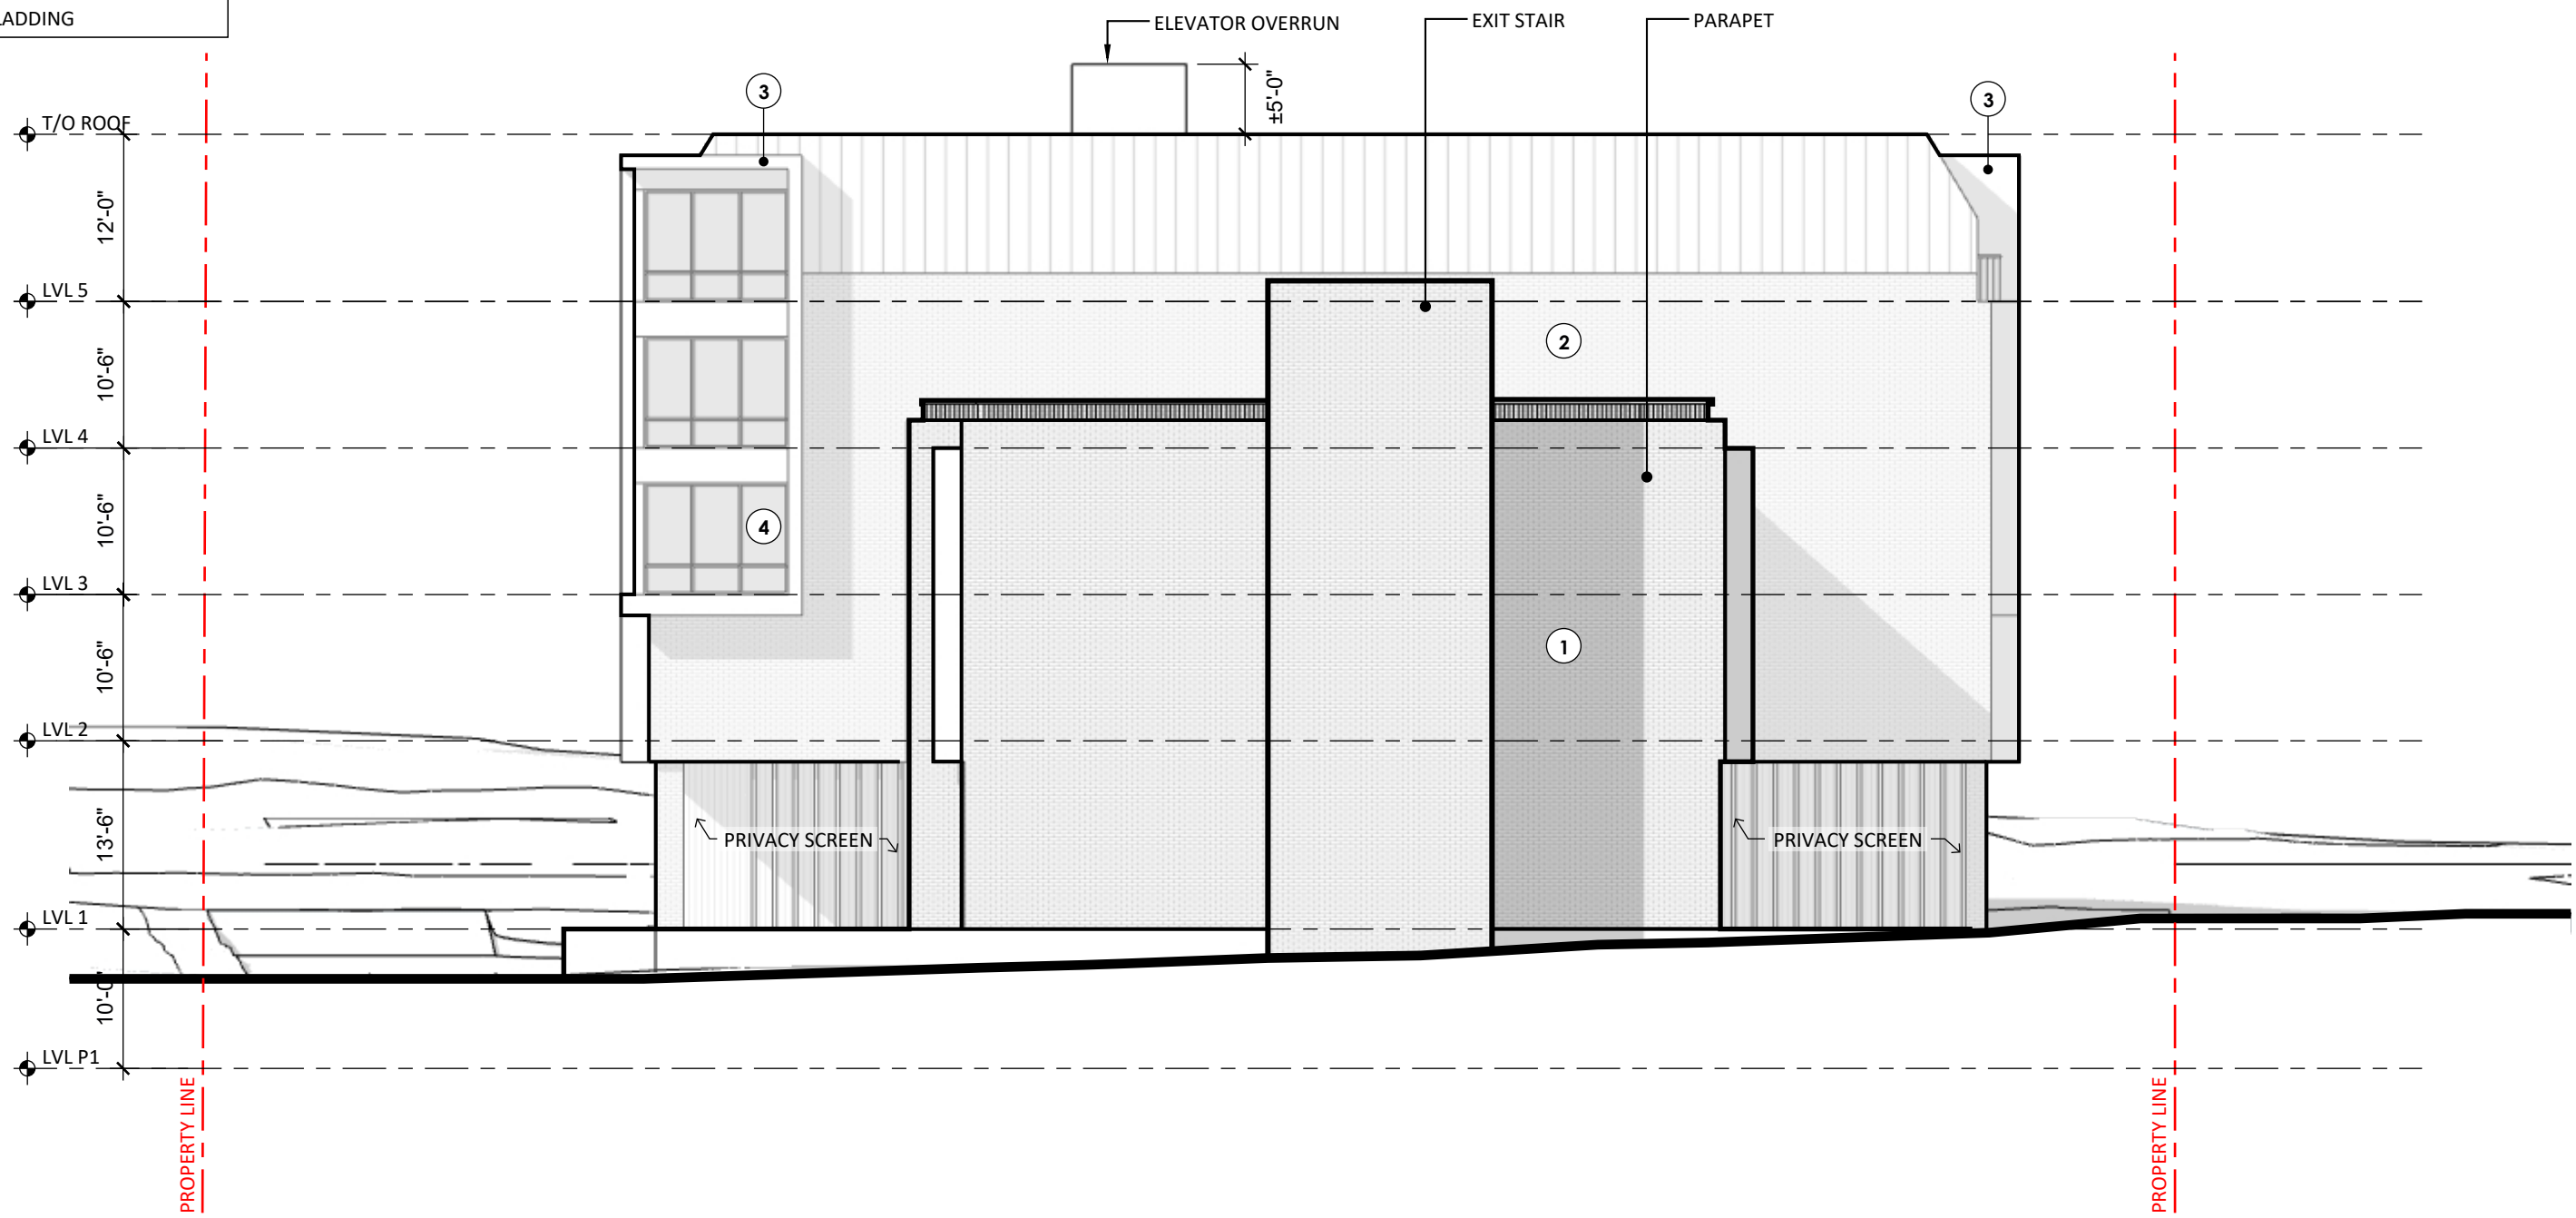 LADDING
ELEVATOR OVERRUN
EXIT STAIR
PARAPET
±5'-0"
3
3
T/O ROOF
12'-0"
LVL 5
2
10'-6"
LVL 4
10'-6"
4
LVL 3
1
10'-6"
LVL 2
13'-6"
PRIVACY SCREEN
PRIVACY SCREEN
LVL 1
10'-0"
LVL P1
PROPERTY LINE
PROPERTY LINE